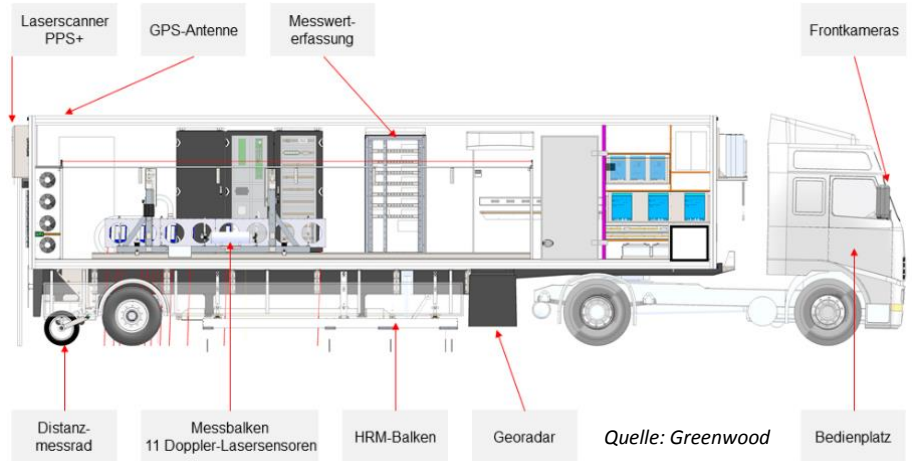 Laserscanner
PPS+
GPS-Antenne
Messwert-
erfassung
Frontkameras
Distanz-
messrad
Messbalken
11 Doppler-Lasersensoren
HRM-Balken
Georadar
Quelle: Greenwood
Bedienplatz